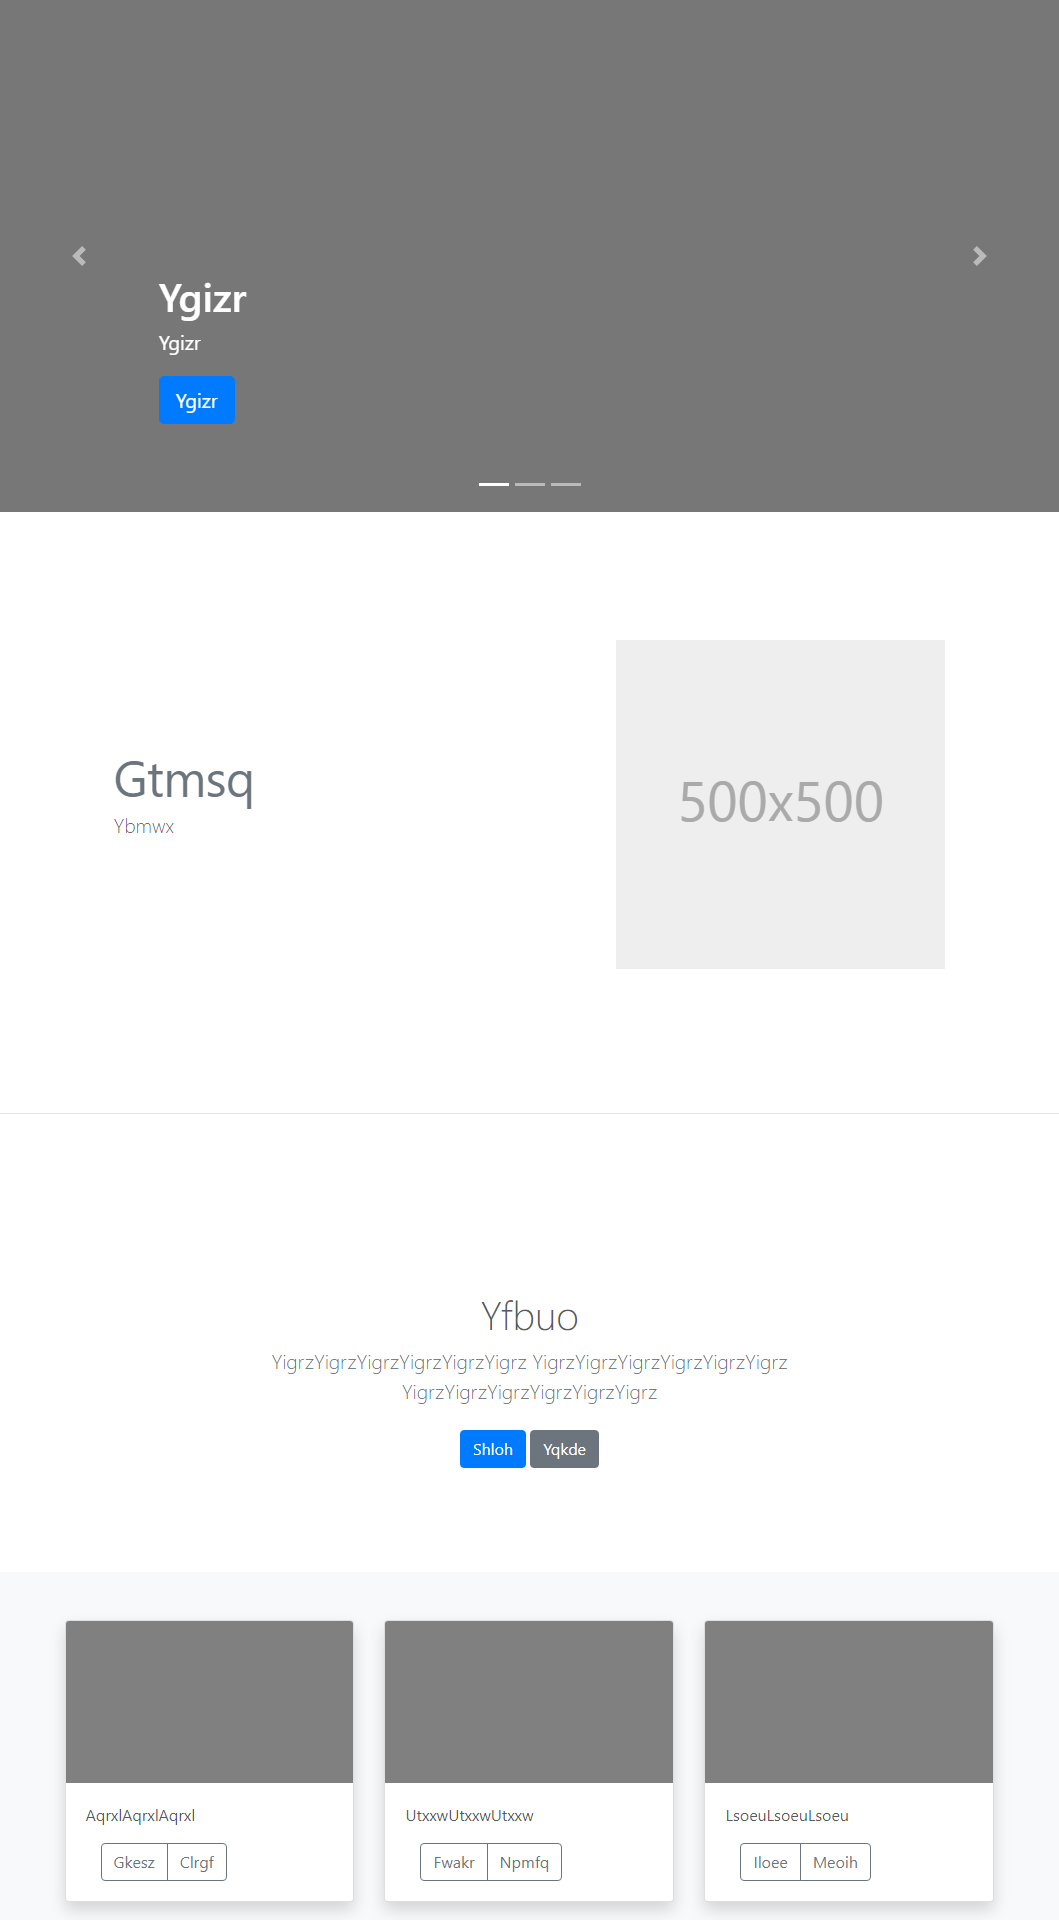 Ygizr
Ygizr
Ygizr
Gtmsq
Ybmwx
500x500
Yfbuo
YigrzYigrzYigrzYigrzYigrzYigrz YigrzYigrzYigrzYigrzYigrzYigrz
YigrzYigrzYigrzYigrzYigrzYigrz
Shloh Yqkde
AqrxlAqrxlAqrxl
Gkesz Clrgf
UtxxwUtxxwUtxxw
Fwakr Npmfq
LsoeuLsoeuLsoeu
Iloee Meoih